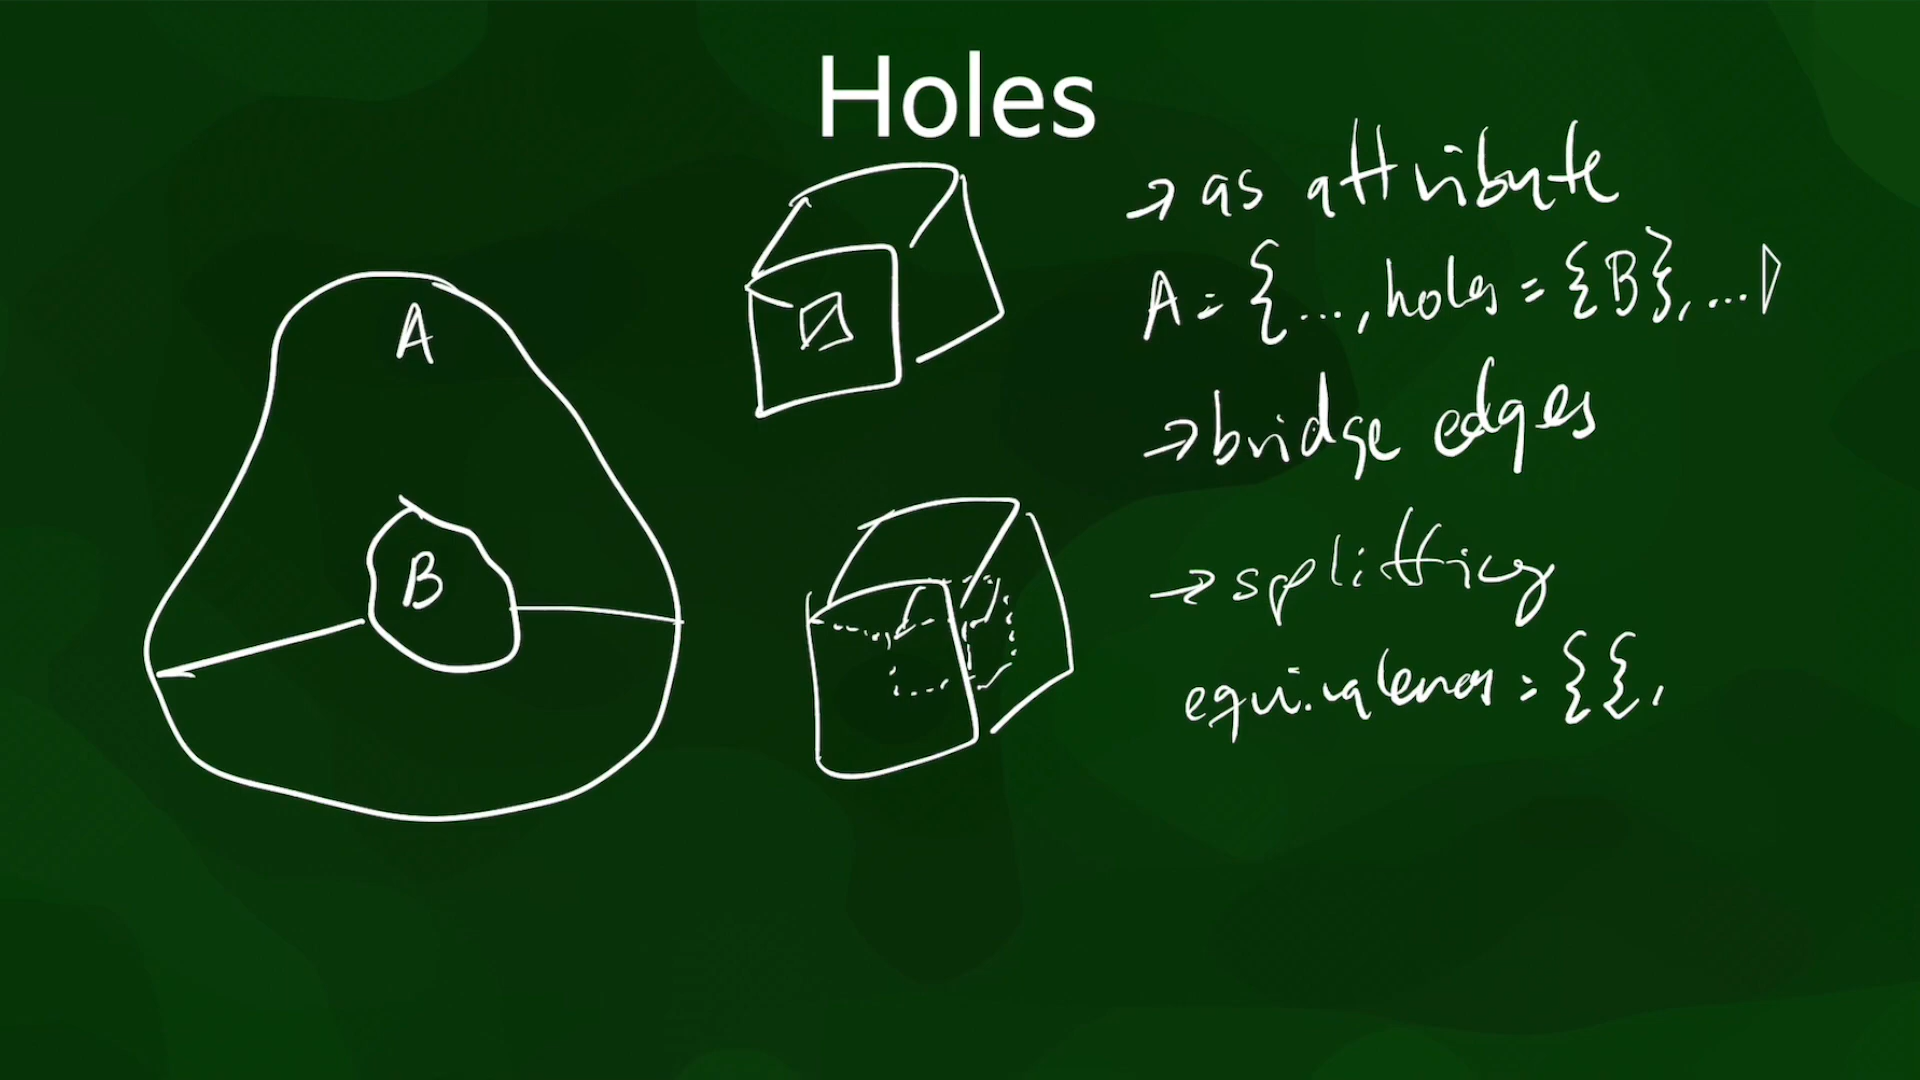 Holes
→ as attribute
A = {..., holes = {B}, ...}
→ bridge edges
→ splitting
equivalences = {{,
A
B